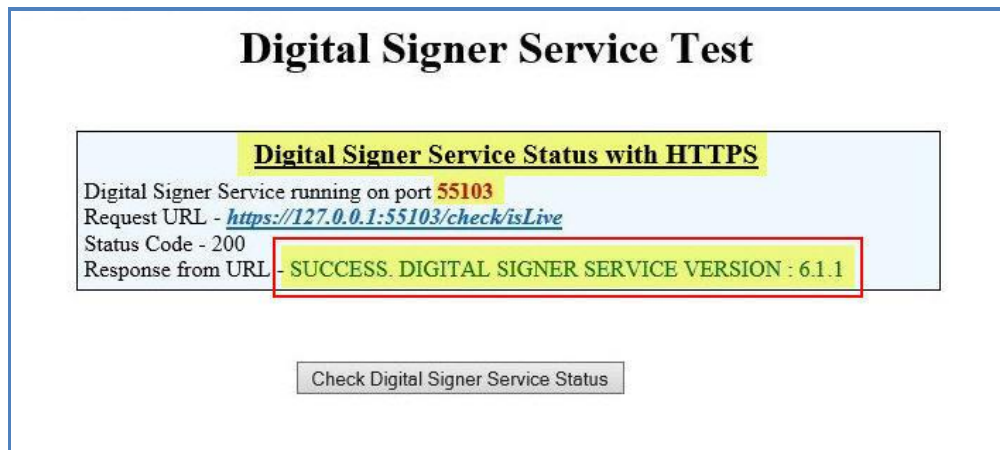 Digital Signer Service Test
Digital Signer Service Status with HTTPS
Digital Signer Service running on port 55103
Request URL - https://127.0.0.1:55103/check/isLive
Status Code - 200
Response from URL - SUCCESS. DIGITAL SIGNER SERVICE VERSION : 6.1.1
Check Digital Signer Service Status